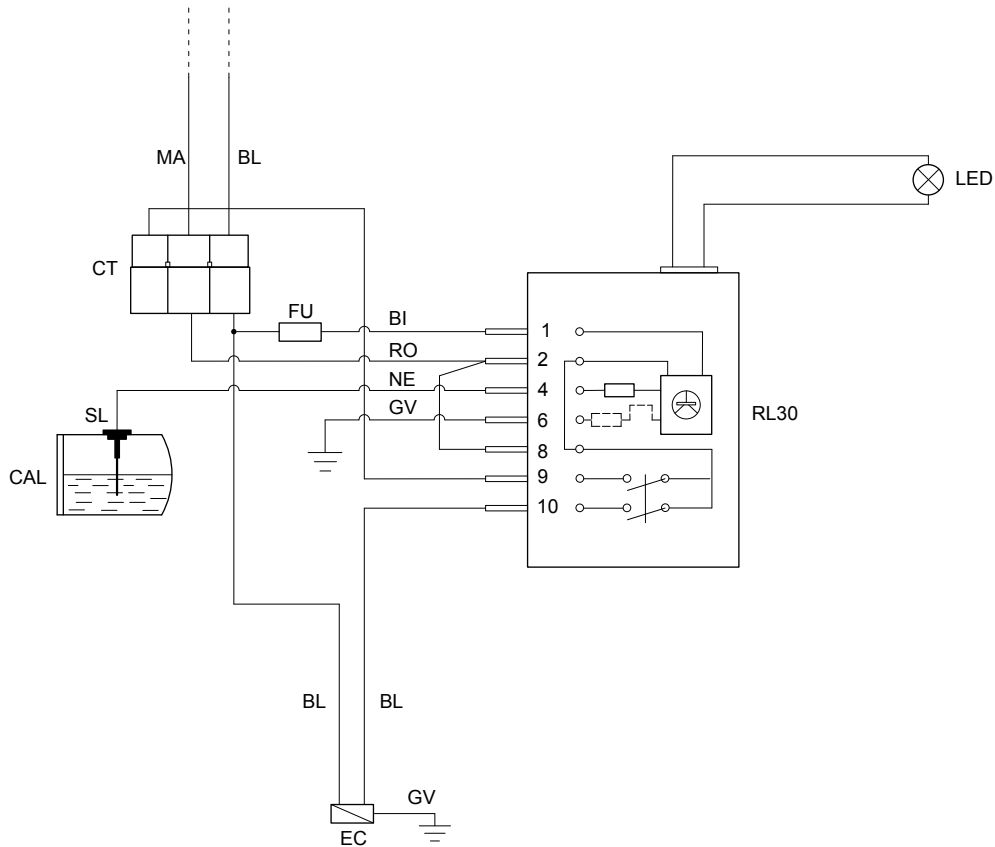 MA BL
LED
CT
FU BI 1
RO 2
NE 4
SL GV 6 RL30
CAL 8
9
10
BL BL
GV
EC